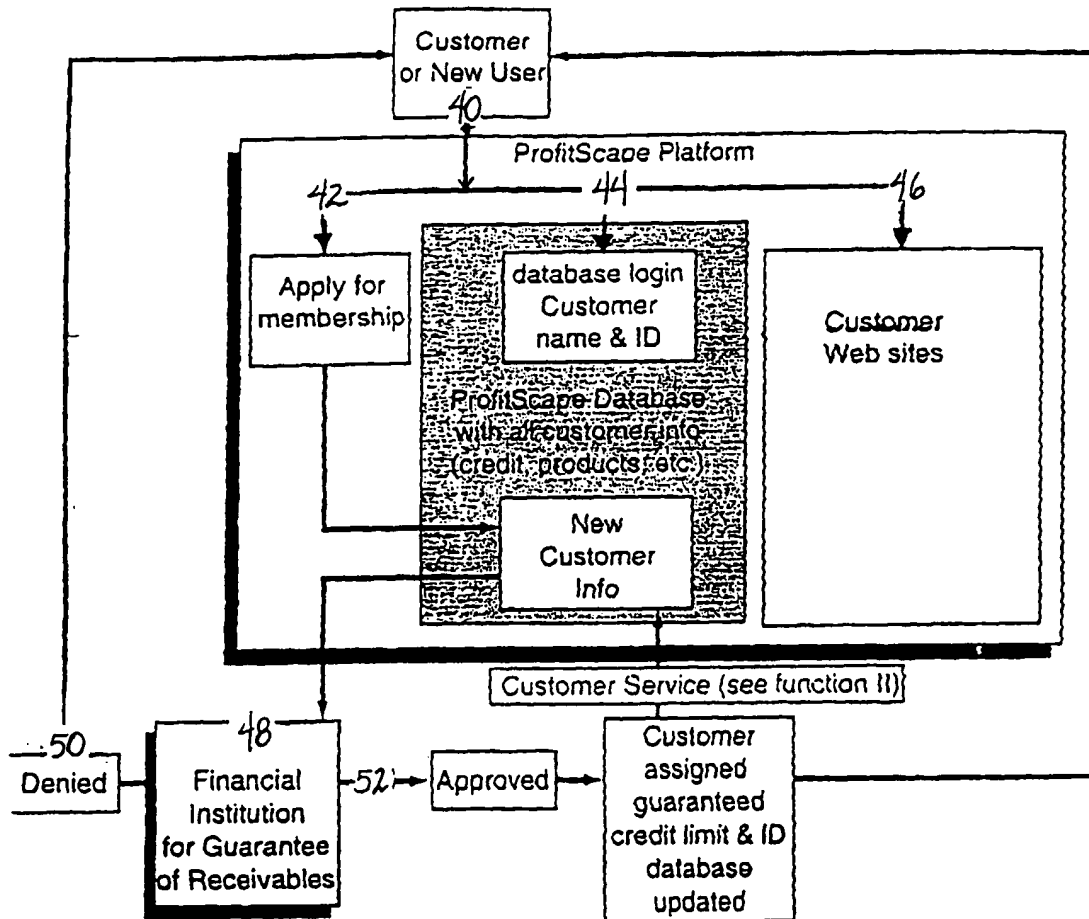 Customer
or New User
40
ProfitScape Platform
42
44
46
Apply for
membership
database login
Customer
name & ID
Customer
Web sites
ProfitScape Database
with all customer info
(credit, products, etc.)
New
Customer
Info
Customer Service (see function II)
50
Denied
48
Financial
Institution
for Guarantee
of Receivables
52
Approved
Customer
assigned
guaranteed
credit limit & ID
database
updated